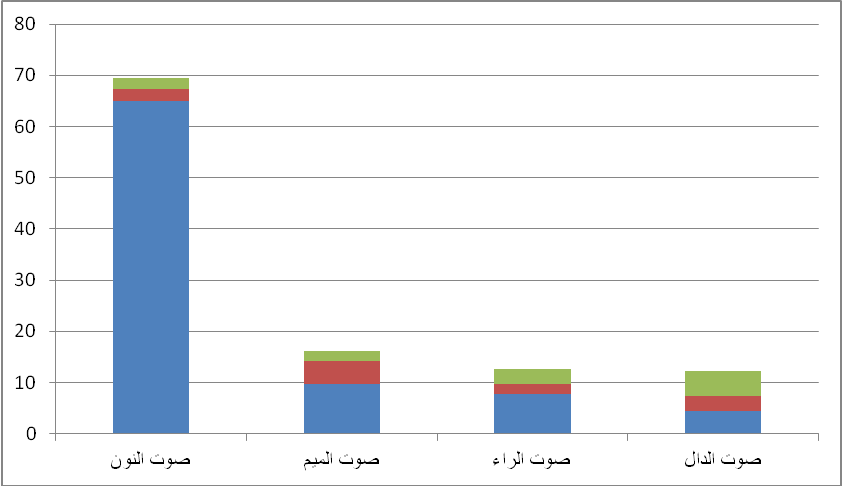 80
70
60
50
40
30
20
10
0
صوت النون
صوت الميم
صوت الراء
صوت الدال